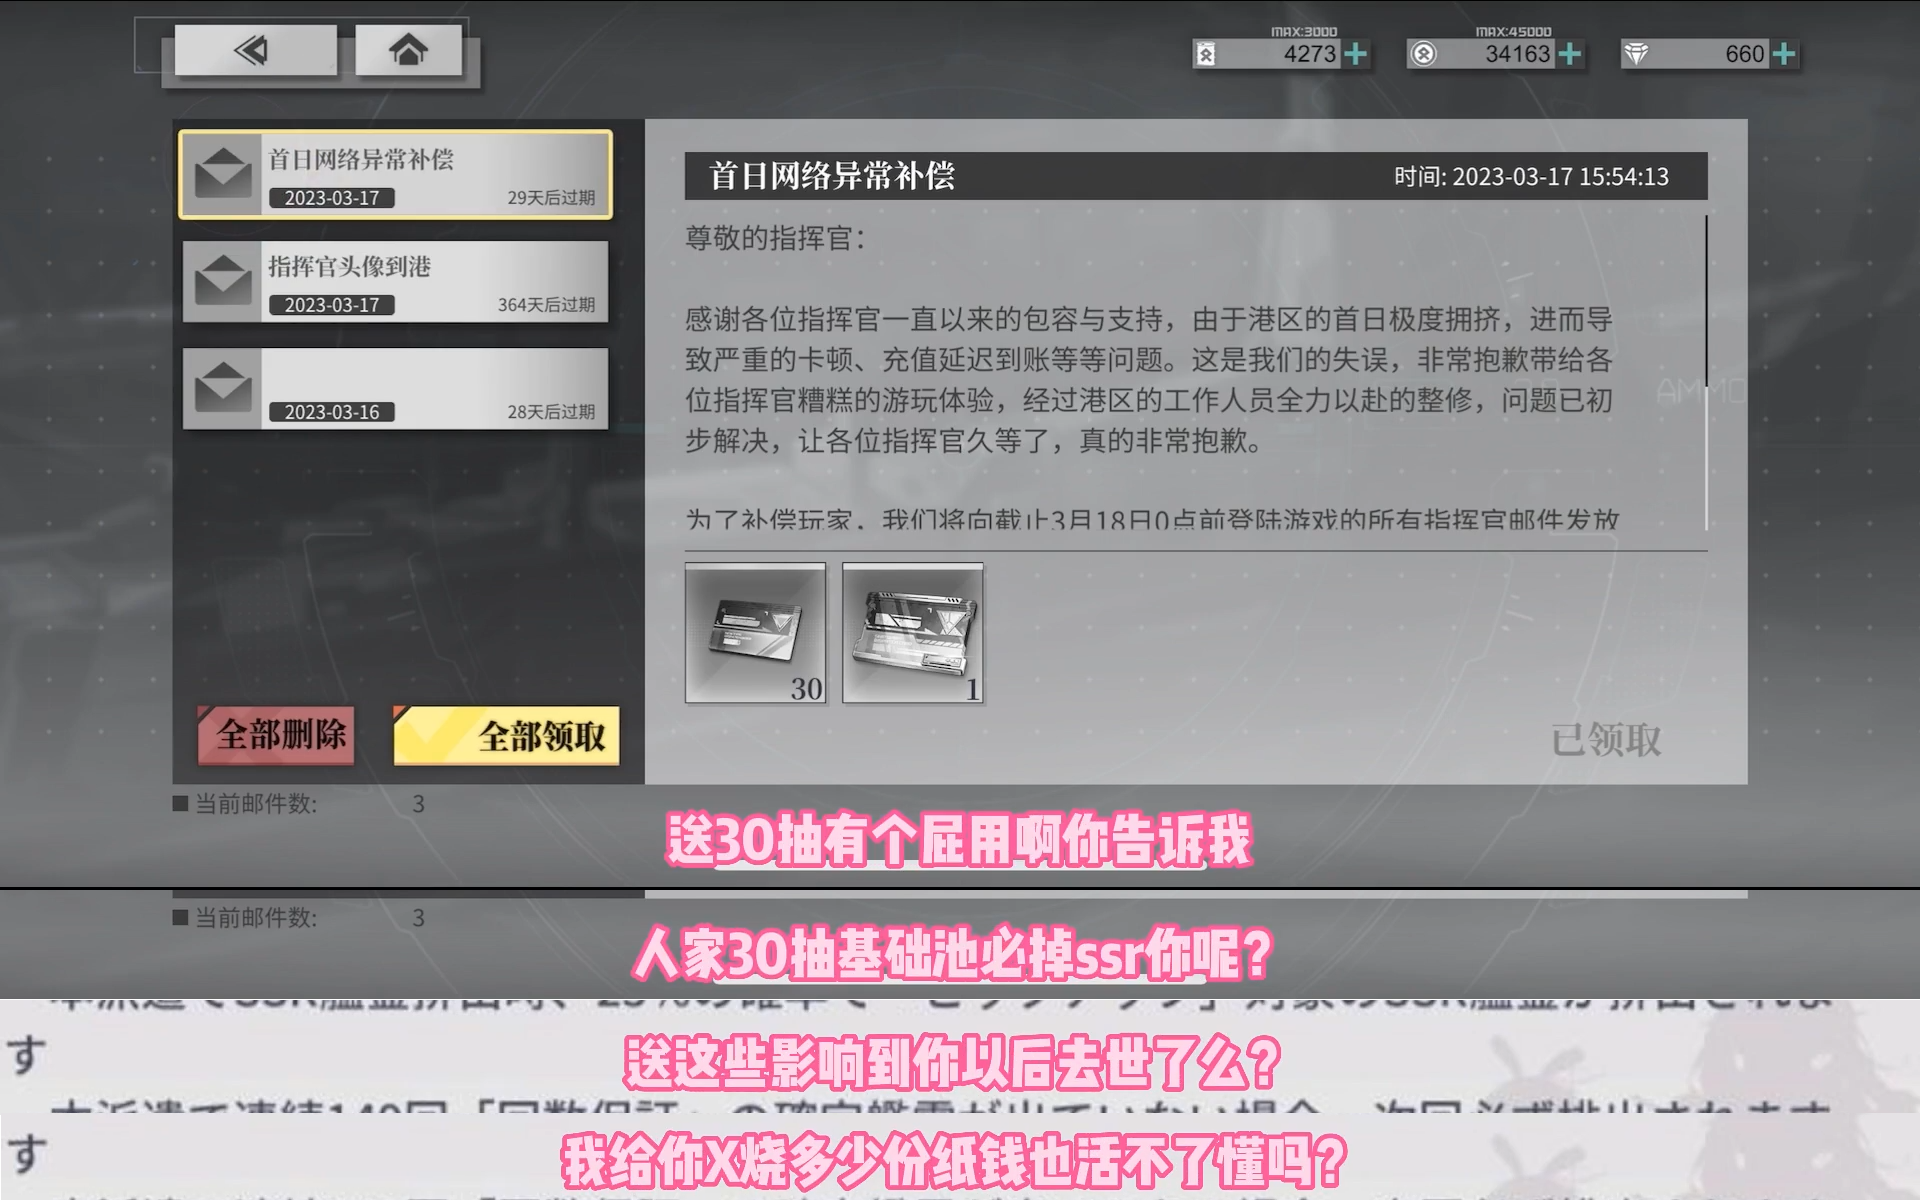 MAX:3000
4273
MAX:45000
34163
660
首日网络异常补偿
2023-03-17
29天后过期
指挥官头像到港
2023-03-17
364天后过期
2023-03-16
28天后过期
全部删除
全部领取
当前邮件数: 3
首日网络异常补偿
时间: 2023-03-17 15:54:13
尊敬的指挥官：
感谢各位指挥官一直以来的包容与支持，由于港区的首日极度拥挤，进而导
致严重的卡顿、充值延迟到账等等问题。这是我们的失误，非常抱歉带给各
位指挥官糟糕的游玩体验，经过港区的工作人员全力以赴的整修，问题已初
步解决，让各位指挥官久等了，真的非常抱歉。
为了补偿玩家，我们将向截止3月18日0点前登陆游戏的所有指挥官邮件发放
AMMO
30
1
已领取
送30抽有个屁用啊你告诉我
当前邮件数: 3
人家30抽基础池必掉ssr你呢？
す
送这些影响到你以后去世了么？
す
我给你X烧多少份纸钱也活不了懂吗？